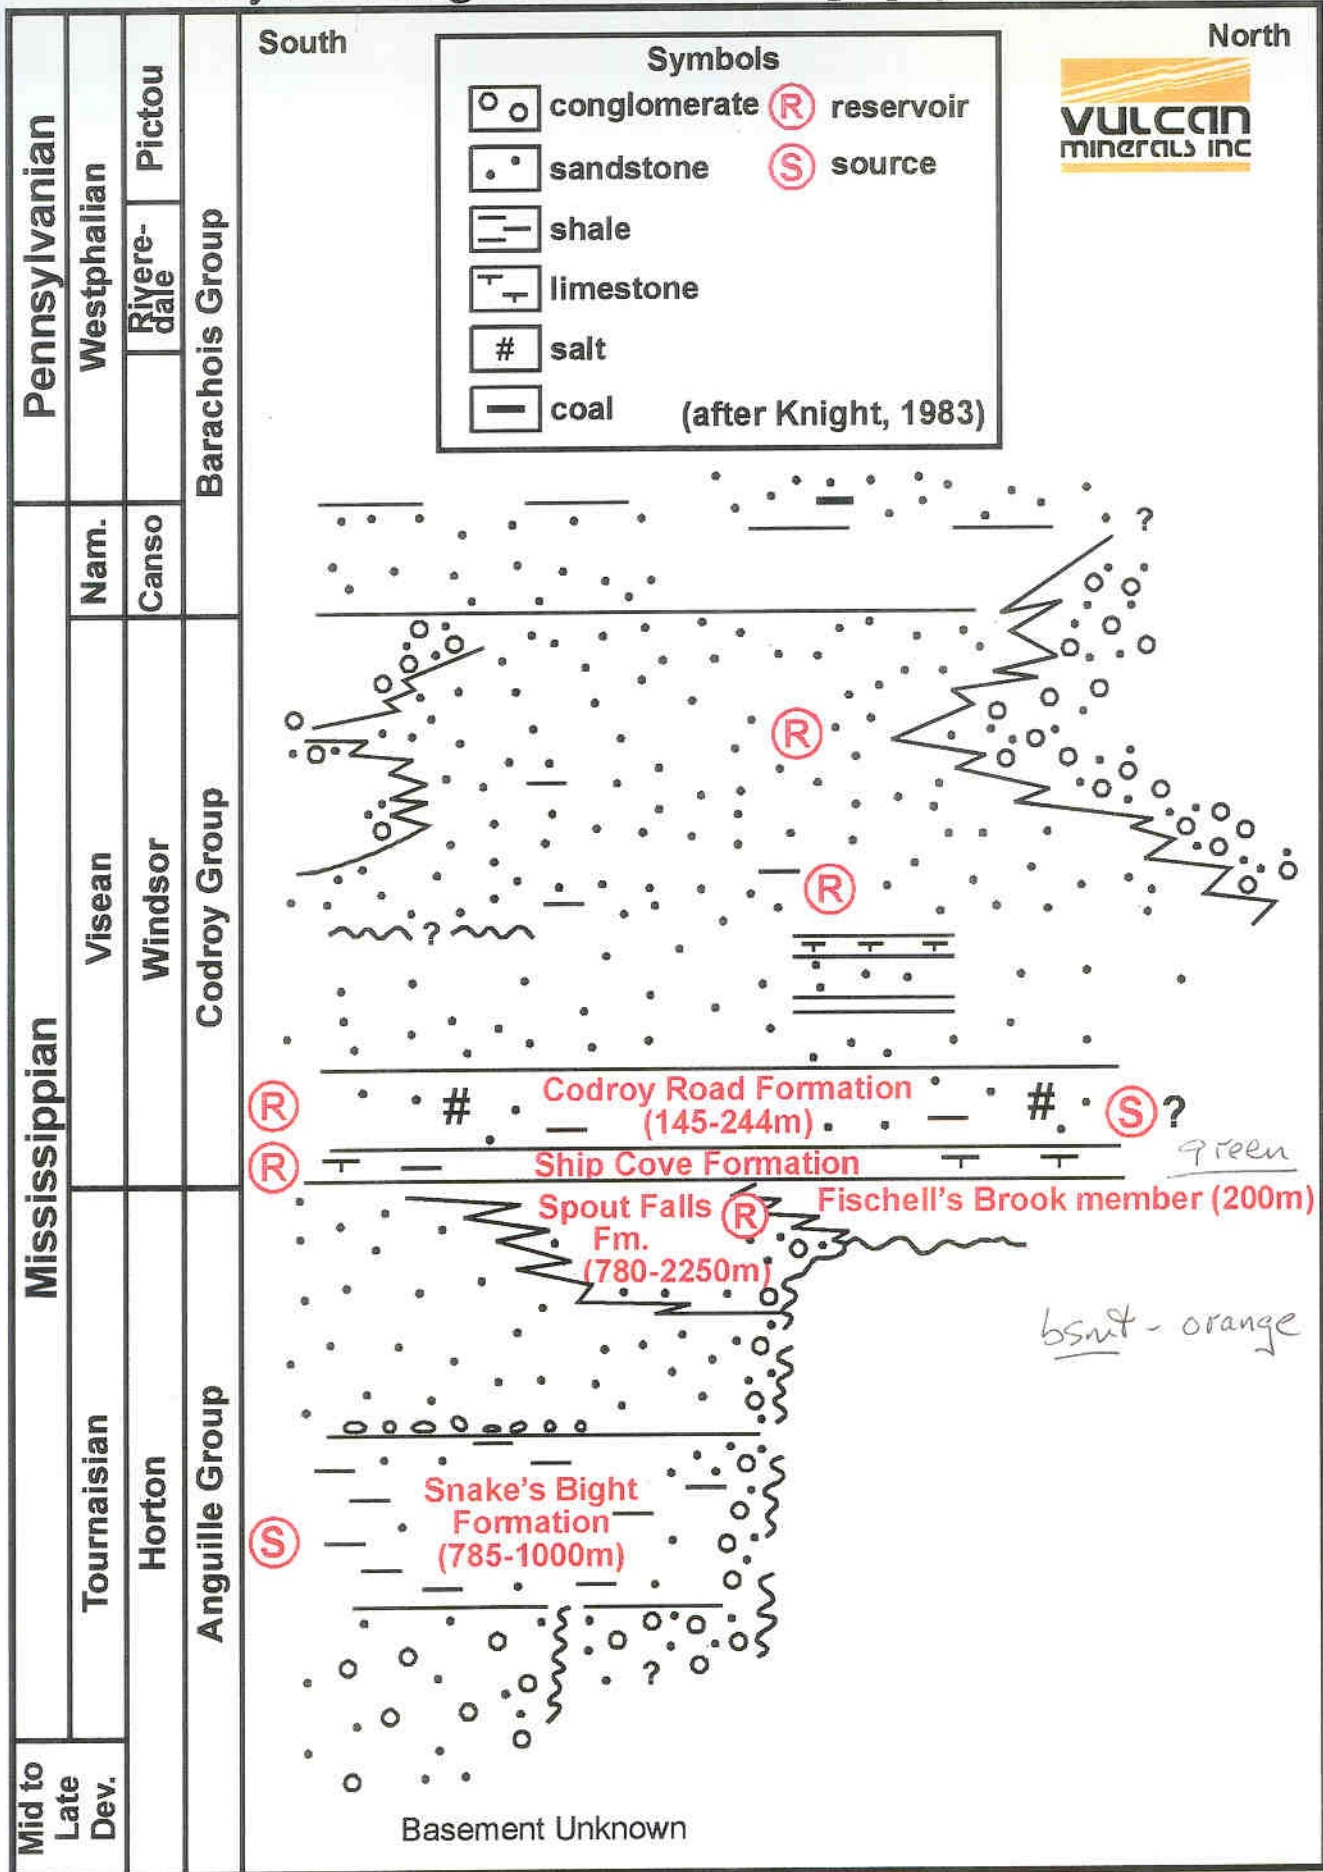 South
North
Symbols
conglomerate R reservoir
sandstone S source
shale
limestone
# salt
coal (after Knight, 1983)
VULCAN
minerals inc
Pennsylvanian
Westphalian
Pictou
Rivere-
dale
Barachois Group
Nam.
Canso
?
Mississippian
Visean
Windsor
Codroy Group
R
R
?
R # Codroy Road Formation # S ?
(145-244m)
R Ship Cove Formation
green
Spout Falls R Fischell's Brook member (200m)
Fm.
(780-2250m)
bsmt - orange
Tournaisian
Horton
Anguille Group
Snake's Bight
Formation
S (785-1000m)
?
Mid to
Late
Dev.
Basement Unknown